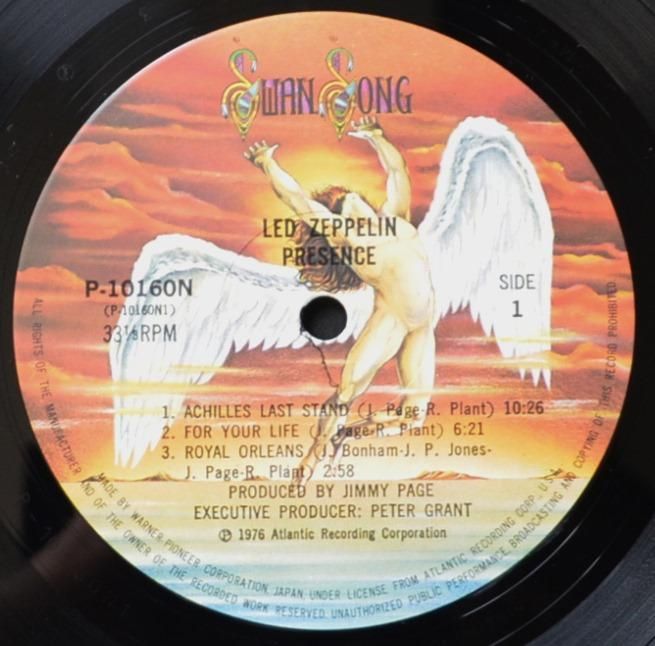 SWAN SONG
LED ZEPPELIN
PRESENCE
P-10160N
(P-10160N1)
33⅓RPM
SIDE
1
1. ACHILLES LAST STAND (J. Page-R. Plant) 10:26
2. FOR YOUR LIFE (J. Page-R. Plant) 6:21
3. ROYAL ORLEANS (J. Bonham-J. P. Jones-
J. Page-R. Plant) 2:58
PRODUCED BY JIMMY PAGE
EXECUTIVE PRODUCER: PETER GRANT
Ⓟ 1976 Atlantic Recording Corporation
MADE BY WARNER-PIONEER CORPORATION, JAPAN, UNDER LICENSE FROM ATLANTIC RECORDING CORP., U.S.A.
ALL RIGHTS OF THE MANUFACTURER AND OF THE OWNER OF THE RECORDED WORK RESERVED. UNAUTHORIZED PUBLIC PERFORMANCE, BROADCASTING AND COPYING OF THIS RECORD PROHIBITED